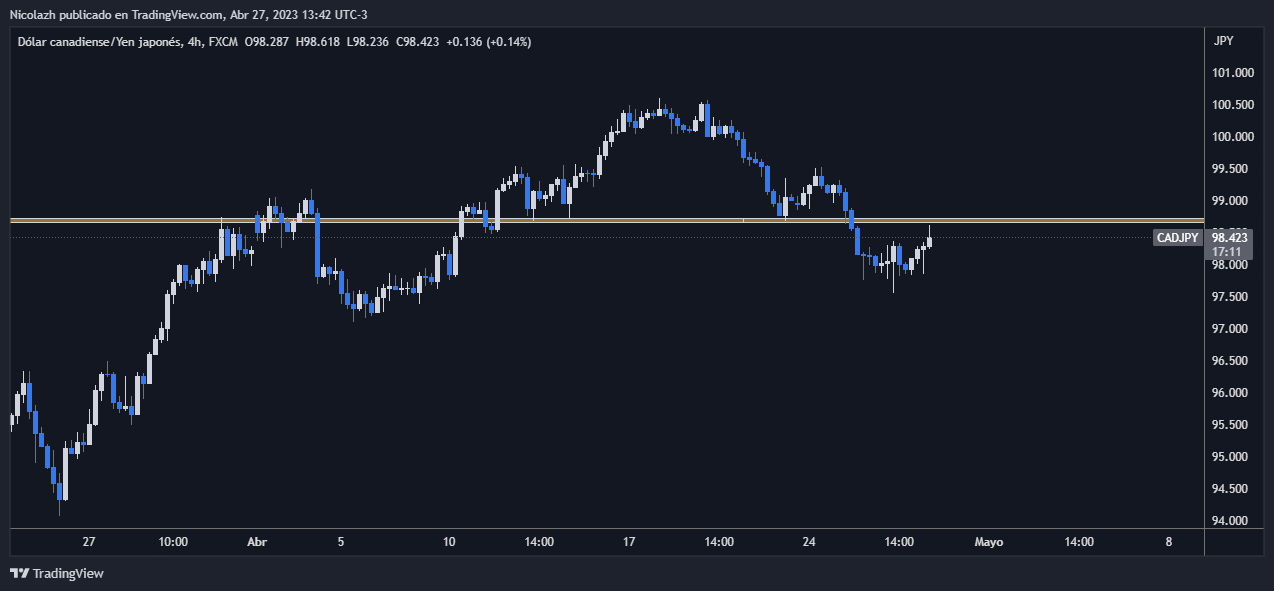 Nicolazh publicado en TradingView.com, Abr 27, 2023 13:42 UTC-3
Dólar canadiense/Yen japonés, 4h, FXCM O98.287 H98.618 L98.236 C98.423 +0.136 (+0.14%)
JPY
101.000
100.500
100.000
99.500
99.000
CADJPY 98.423
17:11
98.000
97.500
97.000
96.500
96.000
95.500
95.000
94.500
94.000
27 10:00 Abr 5 10 14:00 17 14:00 24 14:00 Mayo 14:00 8
TradingView